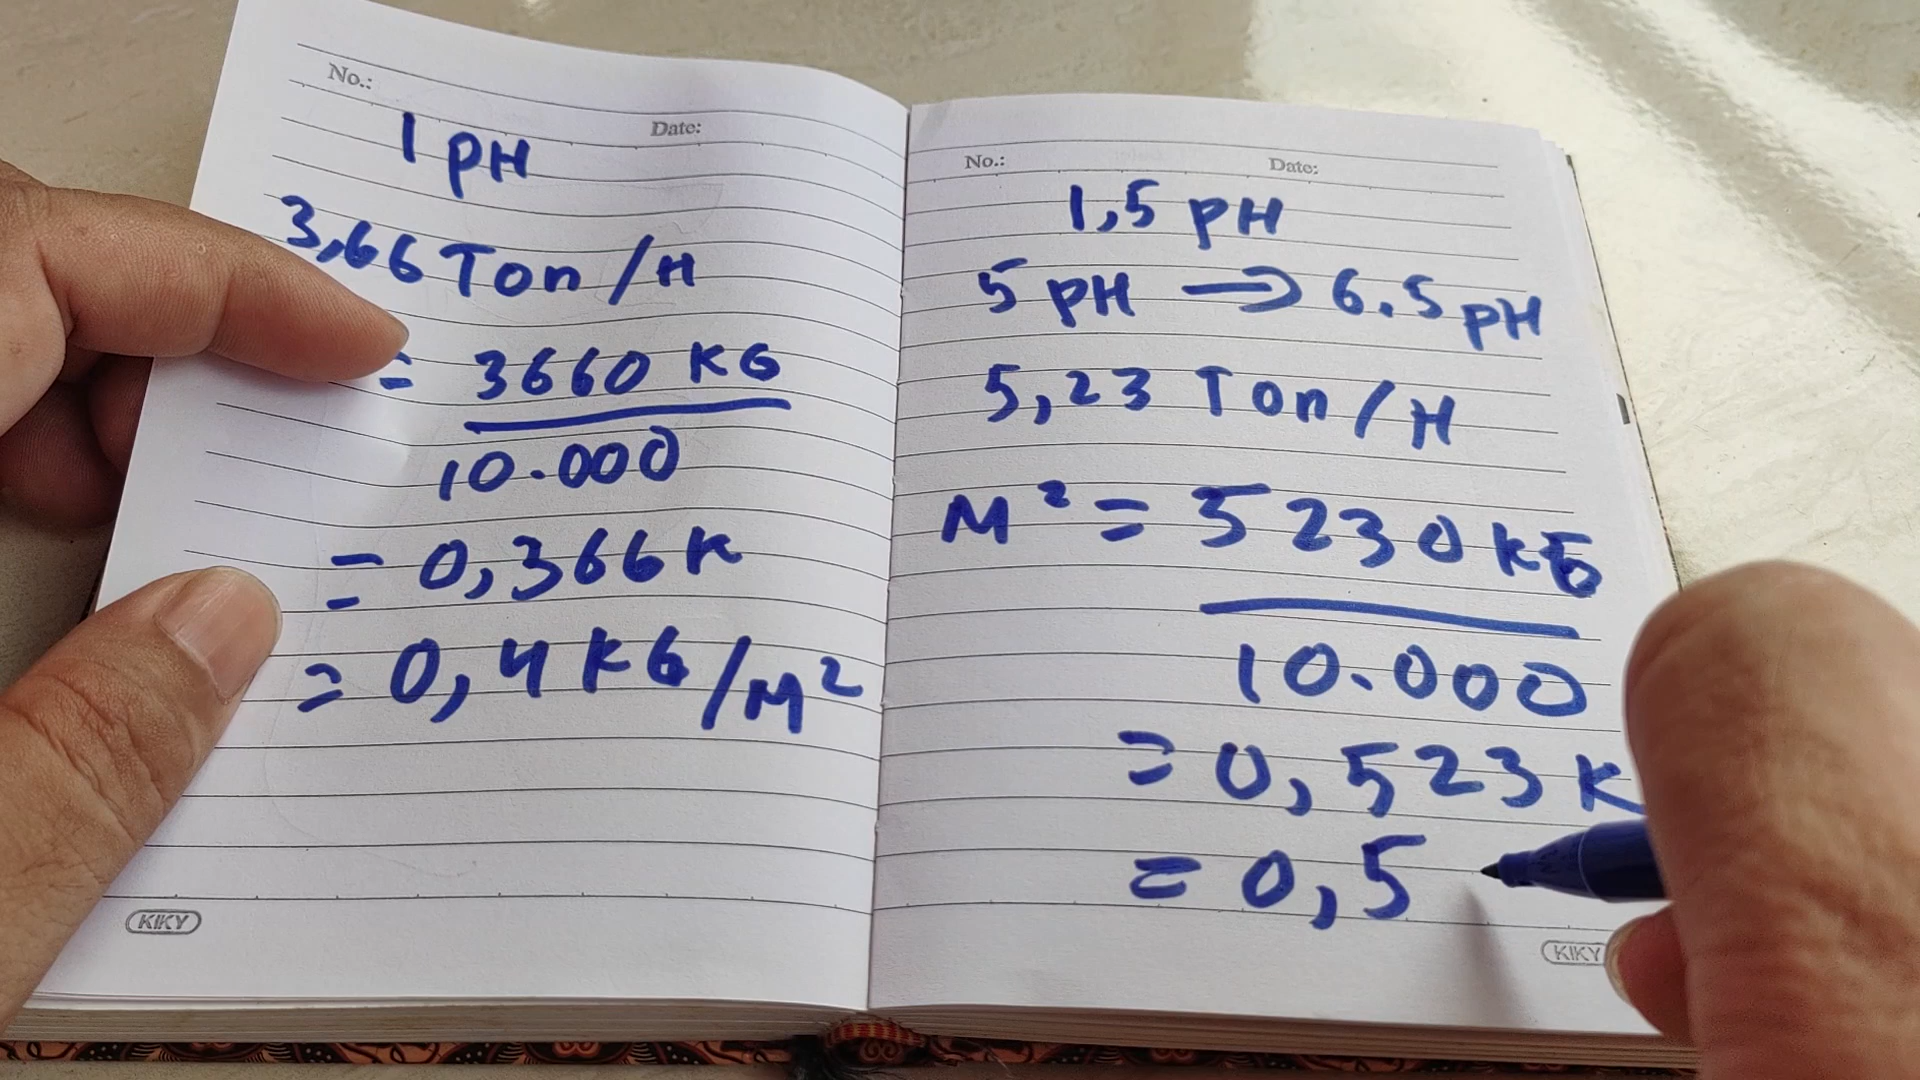 No.:
Date:
1 PH
3,66 Ton/H
= 3660 KG
10.000
= 0,366 K
= 0,4 KG/M²
KIKY
No.:
Date:
1,5 PH
5 PH → 6.5 PH
5,23 Ton/H
M² = 5230 KG
10.000
= 0,523 K
= 0,5
KIKY